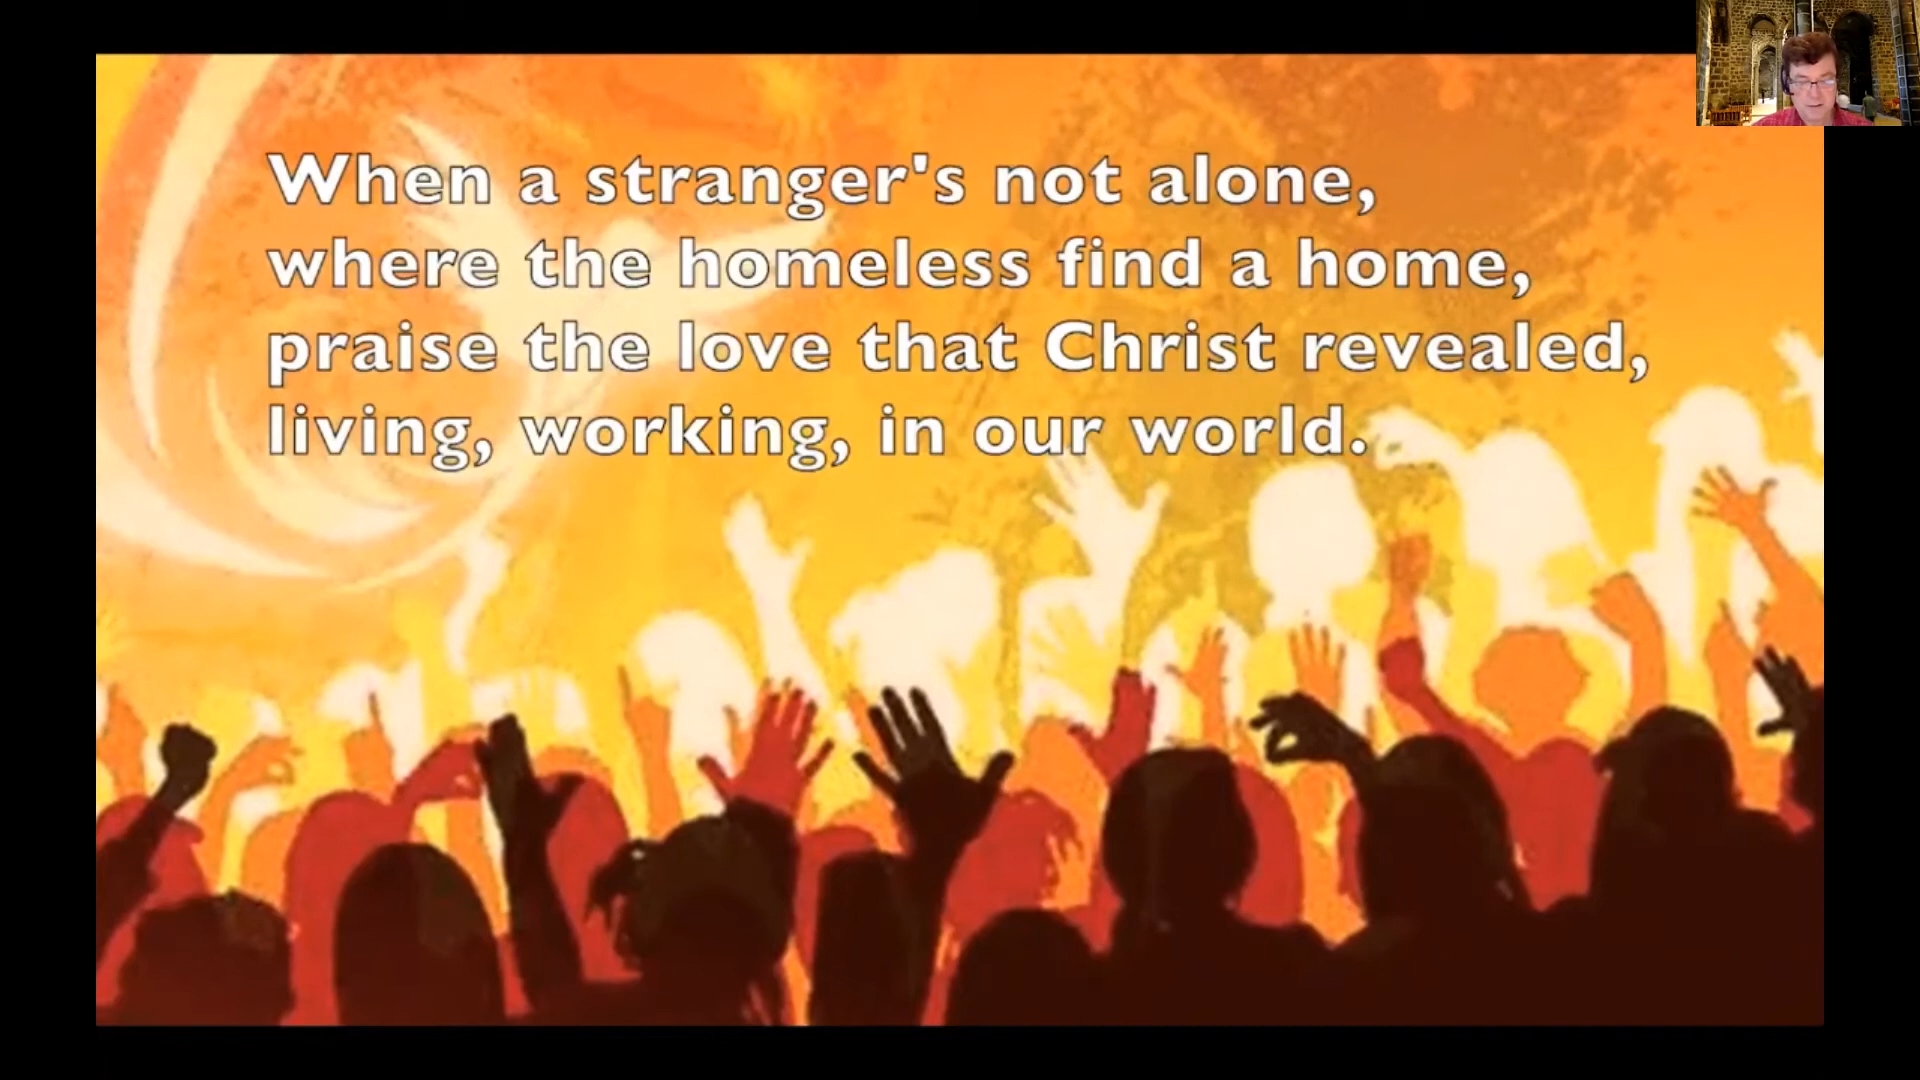 When a stranger's not alone,
where the homeless find a home,
praise the love that Christ revealed,
living, working, in our world.